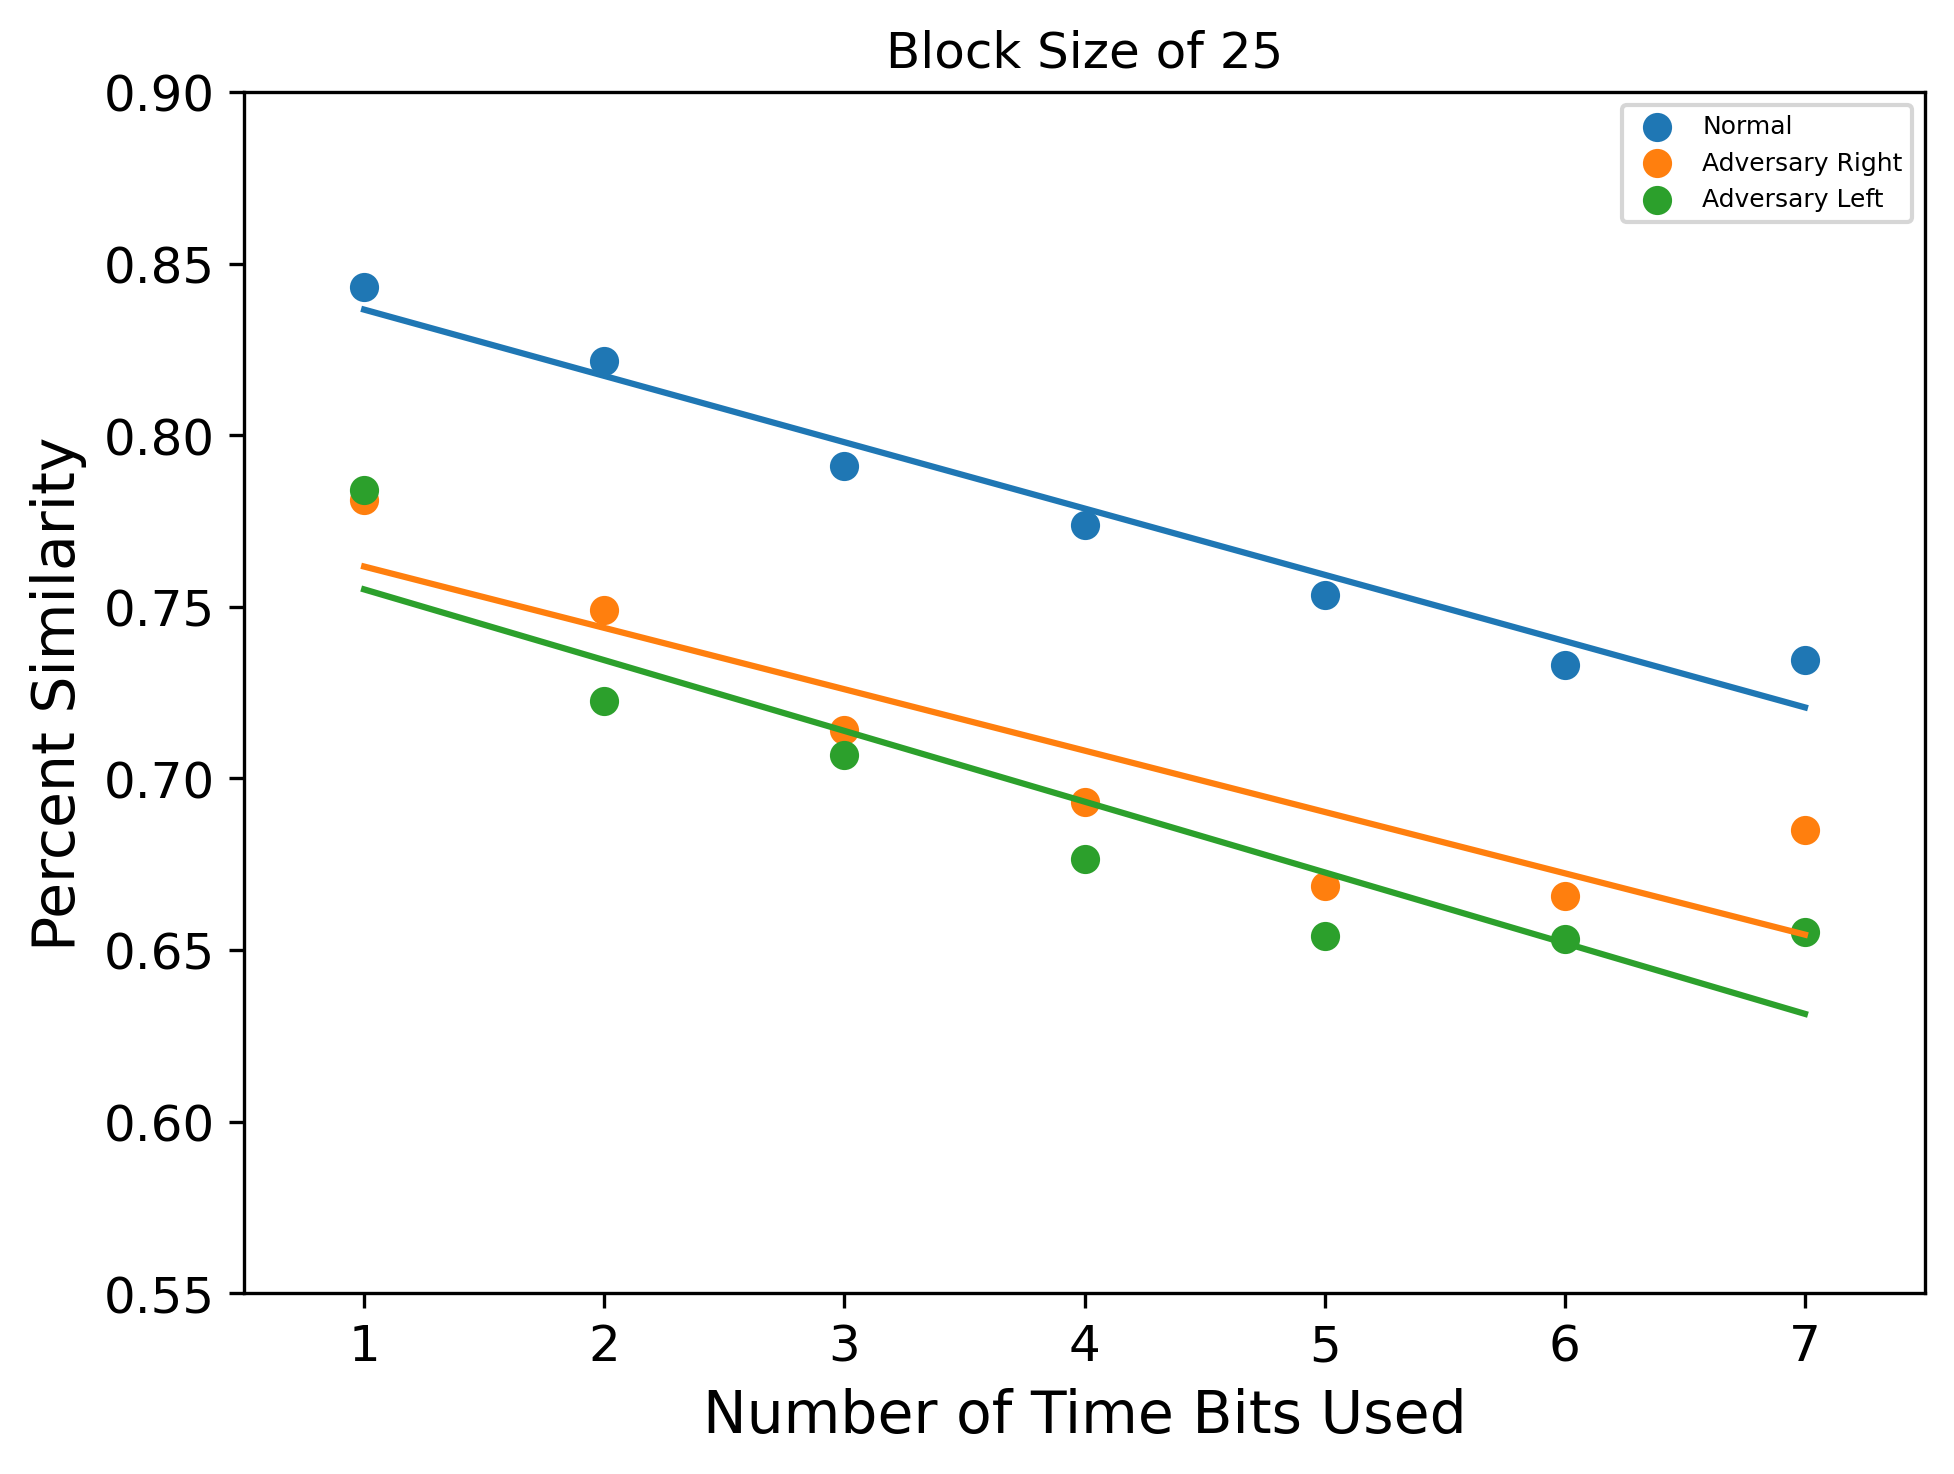 Block Size of 25
0.90
0.85
0.80
0.75
0.70
0.65
0.60
0.55
Percent Similarity
Normal
Adversary Right
Adversary Left
1 2 3 4 5 6 7
Number of Time Bits Used